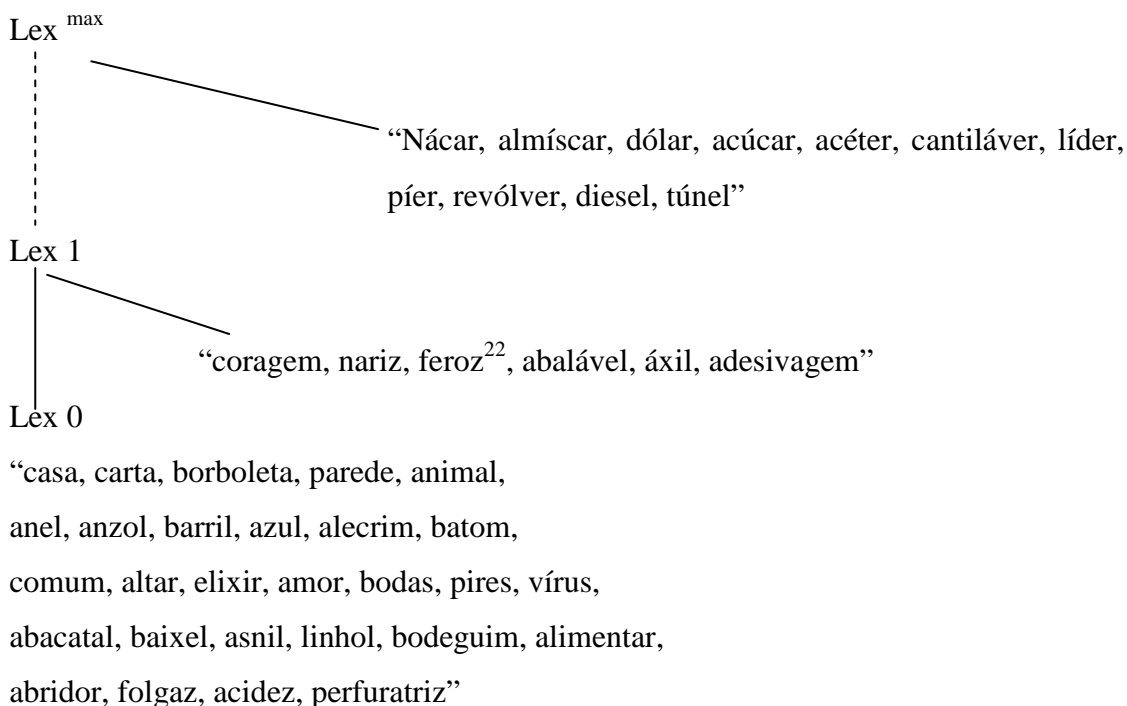 Lex max
“Nácar, almíscar, dólar, acúcar, acéter, cantiláver, líder,
píer, revólver, diesel, túnel”
Lex 1
“coragem, nariz, feroz22, abalável, áxil, adesivagem”
Lex 0
“casa, carta, borboleta, parede, animal,
anel, anzol, barril, azul, alecrim, batom,
comum, altar, elixir, amor, bodas, pires, vírus,
abacatal, baixel, asnil, linhol, bodeguim, alimentar,
abridor, folgaz, acidez, perfuratriz”